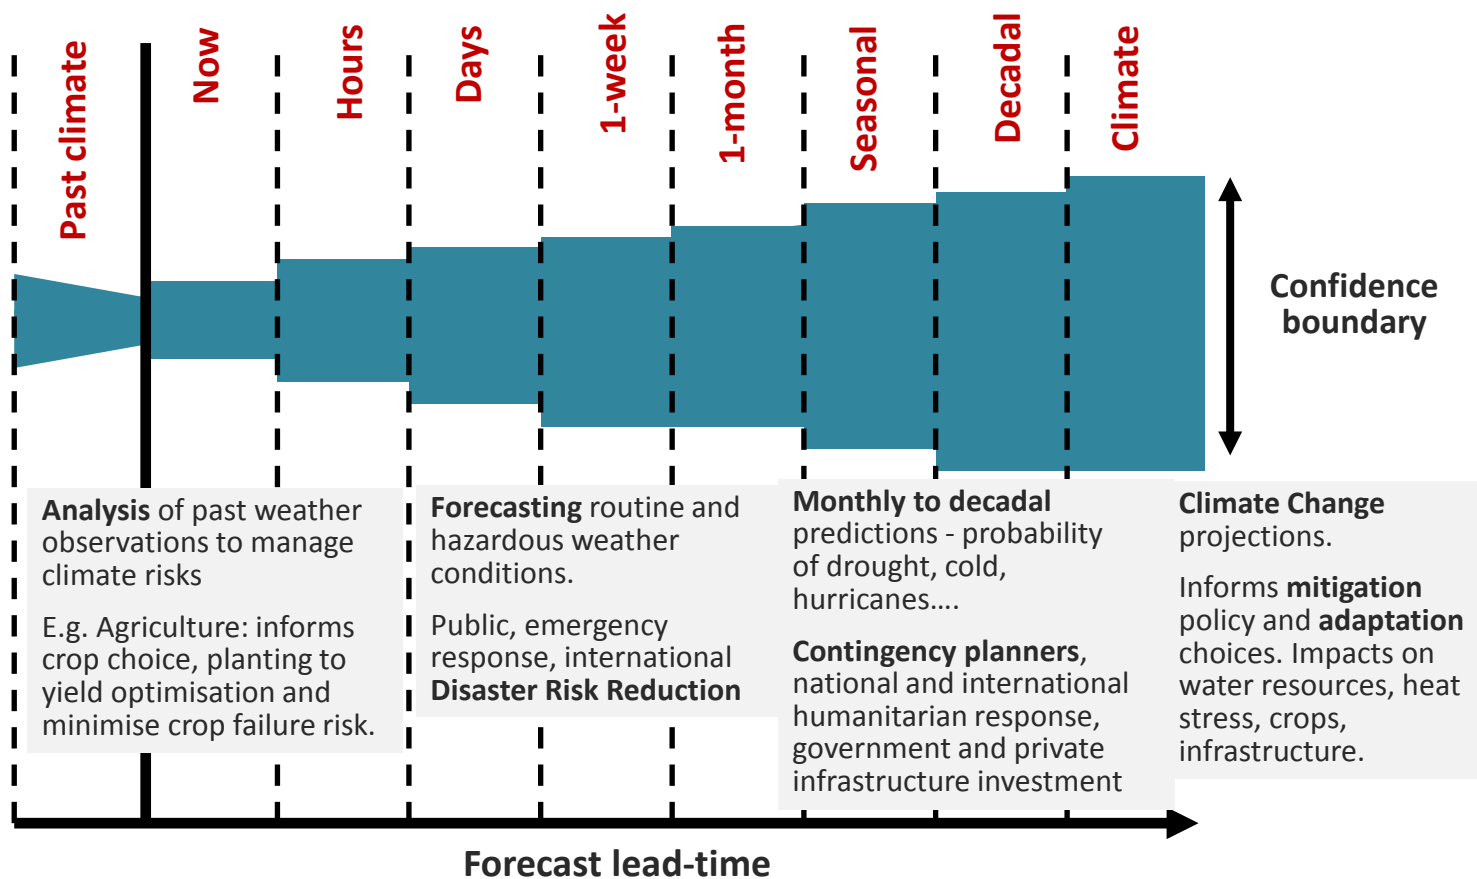 Past climate
Now
Hours
Days
1-week
1-month
Seasonal
Decadal
Climate
Confidence
boundary
Analysis of past weather
observations to manage
climate risks
E.g. Agriculture: informs
crop choice, planting to
yield optimisation and
minimise crop failure risk.
Forecasting routine and
hazardous weather
conditions.
Public, emergency
response, international
Disaster Risk Reduction
Monthly to decadal
predictions - probability
of drought, cold,
hurricanes....
Contingency planners,
national and international
humanitarian response,
government and private
infrastructure investment
Climate Change
projections.
Informs mitigation
policy and adaptation
choices. Impacts on
water resources, heat
stress, crops,
infrastructure.
Forecast lead-time